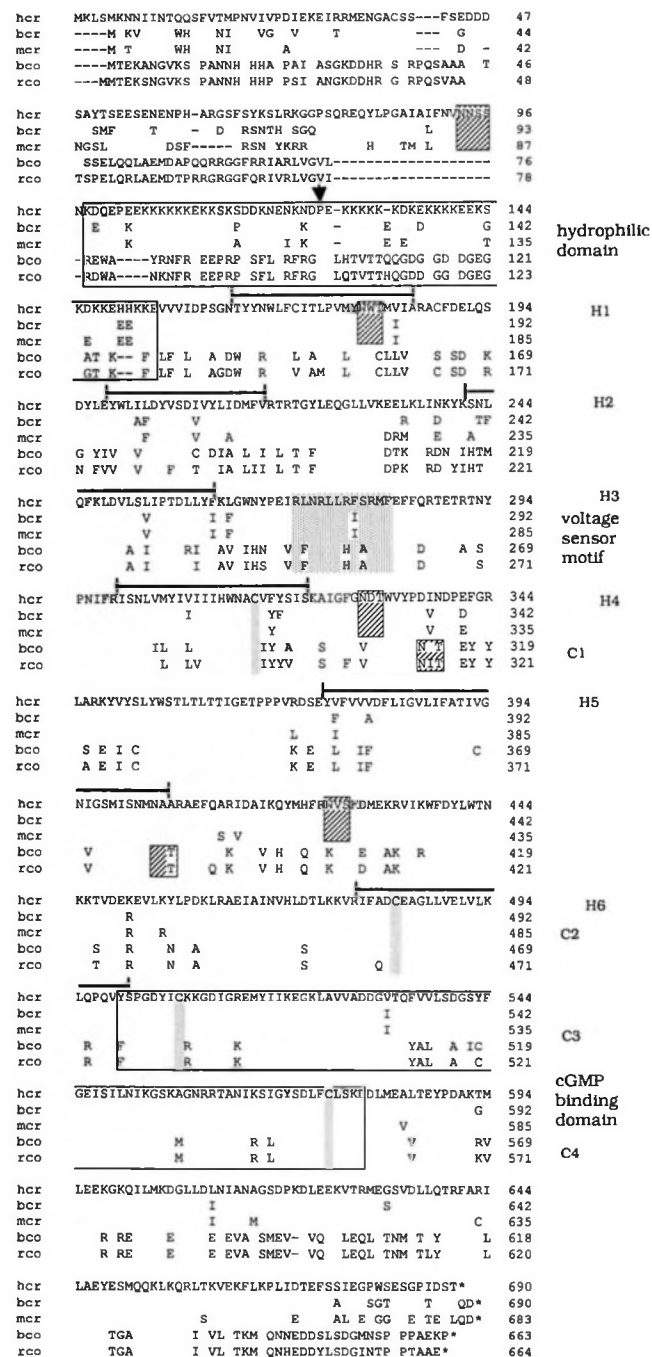 hcr MKLSMKNNIINTQQSFVTMPNVIVPDIEKEIRRMENGACSS---FSEDDD 47
bcr ----M KV WH NI VG V T --- G 44
mcr ----M T WH NI A --- D - 42
bco ----MTEKANGVKS PANNHHHA PAI ASGKDDHR S RPQSAAA T 46
rco --MMTEKSNGVKS PANNHH HPP PSI ANGKDDHR S RPQSVAA 48
hcr SAYTSEESENENPH-ARGSFSYKSLRKGGPSQREQYLPGAIAIFNVNNSS 96
bcr SMF T - D RSNTH SGQ L 93
mcr NGSL DSF----- RSN YKRR H TM L 87
bco SSELQQLAEMDAPQQRRGGFRRIARLVGVL-------------------- 76
rco TSPELQRLAEMDTPRRGRGGFQRIVRLVGVI------------------- 78
hcr NKDQEPEEKKKKKKEKKSKSDDKNENKNDPE-KKKKKK-KDKEKKKKKEEKS 144
bcr E K P K - E D G 142
mcr K A I K - E E T 135
bco -REWA----YRNFR EEPRP SFL RFRG LHTVTTQQGDG GD DGEG 121
rco -RDWA----NKNFR EEPRPS SFL RFRG LQTVTTHQGDD GG DGEG 123
hydrophilic
domain
hcr KDKKEHHKKEVVVIDPSGNTYYNWLFCITLPVMYNWTMVIARACFDELQS 194
bcr EE I 192
mcr E EE I 185
bco AT K-- F LF L A DW R L A L CLLV S SD K 169
rco GT K-- F LF L AGDW R V AM L CLLV C SD R 171
H1
hcr DYLEYWLILDYVSDIVYLIDMFVRTRTGYLEQGLLVKEELKLINKYKSNL 244
bcr AF V R D TF 242
mcr F V A DRM E A 235
bco G YIV V C DIA L I L T F DTK RDN IHTM 219
rco N FVV V F T IA LII L T F DPK RD YIHT 221
H2
hcr QFKLDVLSLIPTDLLYFKLGWNYPEIRLNRLLRFSRMFEFFQRTETRTNY 294
bcr V I F I 292
mcr V I F I 285
bco A I RI AV IHN V F H A D A S 269
rco A I I AV IHS V F H A D S 271
H3
voltage
sensor
motif
hcr PNIFRISNLVMYIVIIIHWNACVFYSISKAIGFGNDTWVYPDINDPEFGR 344
bcr I YF V D 342
mcr Y V E 335
bco IL L IY A S V N T EY Y 319
rco L LV IYYV S F V NIT EY Y 321
H4
C1
hcr LARKYVYSLYWSTLTLTTIGETPPPVRDSEYVFVVVDFLIGVLIFATIVG 394
bcr F A 392
mcr L I 385
bco S E I C K E L IF C 369
rco A E I C K E L IF 371
H5
hcr NIGSMISNMNAARAEFQARIDAIKQYMHFRNVSKDMEKRVIKWFDYLWTN 444
bcr 442
mcr S V 435
bco V T K V H Q K E AK R 419
rco V T Q K V H Q K D AK 421
hcr KKTVDEKEVLKYLPDKLRAEIAINVHLDTLKKVRIFADCEAGLLVELVLK 494
bcr R 492
mcr R R 485
bco S R N A S 469
rco T R N A S Q 471
H6
C2
hcr LQPQVYSPGDYICKKGDIGREMYIIKEGKLAVVADDGVTQFVVLSDGSYF 544
bcr I 542
mcr I 535
bco R F R K YAL A IC 519
rco R F R K YAL A C 521
C3
hcr GEISILNIKGSKAGNRRTANIKSIGYSDLFCLSKDDLMEALTEYPDAKTM 594
bcr G 592
mcr V 585
bco M R L RV 569
rco M R L KV 571
cGMP
binding
domain
C4
hcr LEEKGKQILMKDGLLDLNIANAGSDPKDLEEKVTRMEGSVDLLQTRFARI 644
bcr I S 642
mcr I M C 635
bco R RE E E EVA SMEV- VQ LEQL TNM T Y L 618
rco R RE E E EVA SMEV- VQ LEQL TNM TLY L 620
hcr LAEYESMQQKLKQRLTKVEKFLKPLIDTEFSSIEGPWSESGPIDST* 690
bcr A SGT T QD* 690
mcr S E AL E GG E TE LQD* 683
bco TGA I VL TKM QNNEDDSLSDGMNSP PPAEKP* 663
rco TGA I VL TKM QNHEDDYLSDGINTP PTAAE* 664